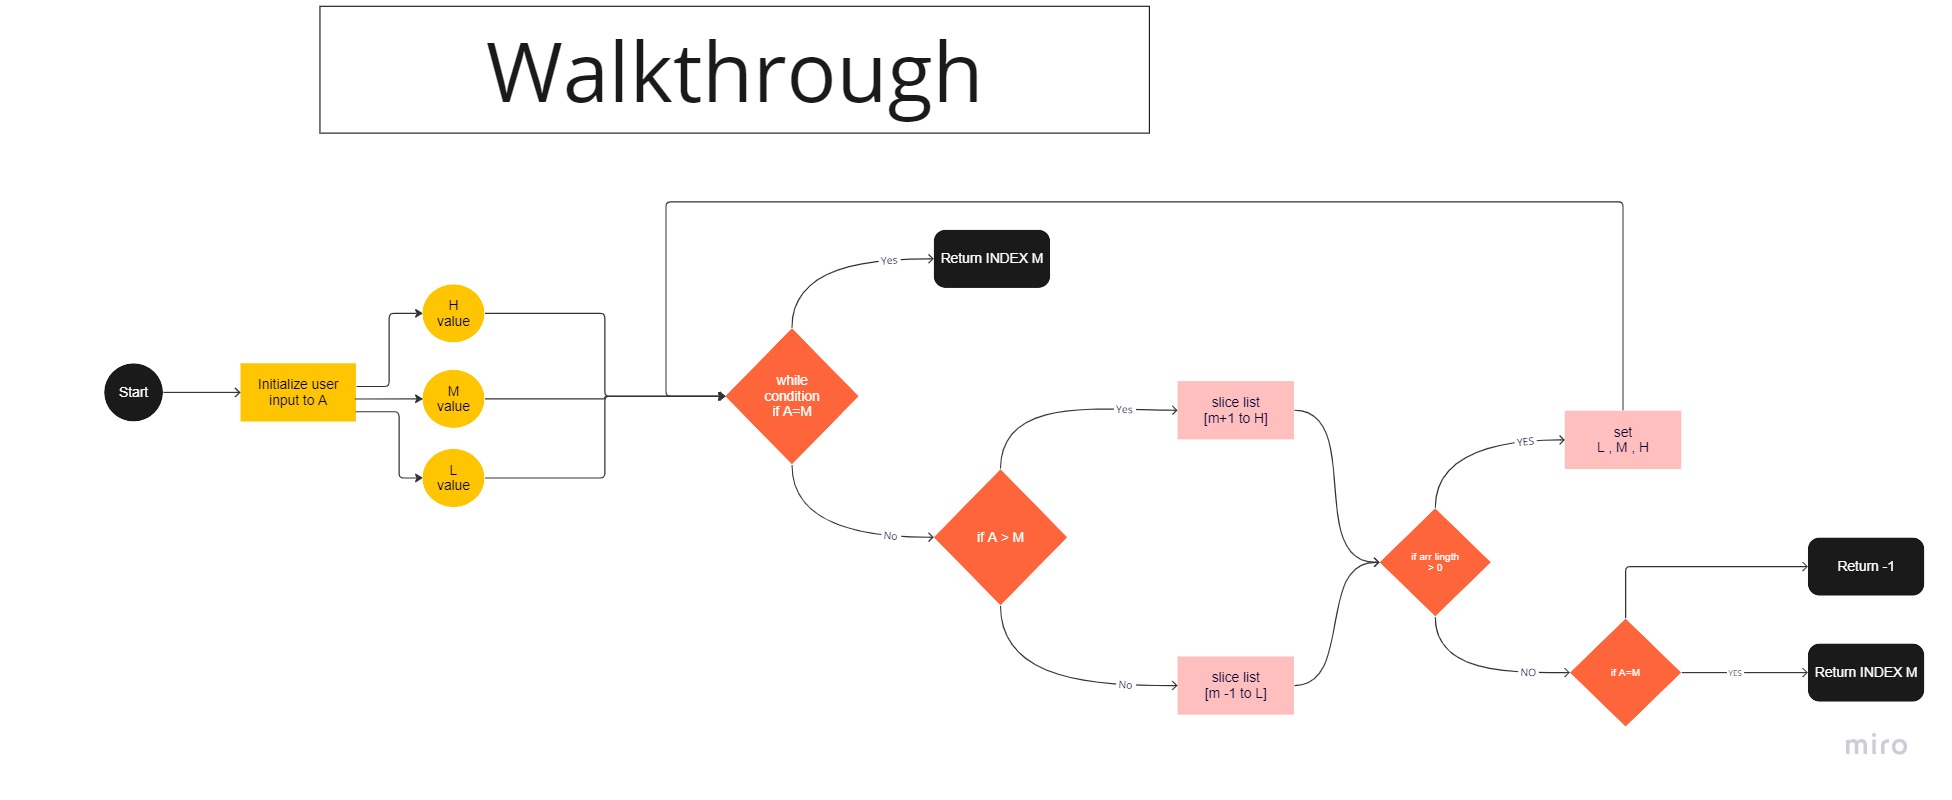 Walkthrough
Start
Initialize user
input to A
H
value
M
value
L
value
while
condition
if A=M
Yes
Return INDEX M
No
if A > M
Yes
slice list
[m+1 to H]
No
slice list
[m -1 to L]
if arr lingth
> 0
YES
set
L , M , H
NO
if A=M
Return -1
YES
Return INDEX M
miro